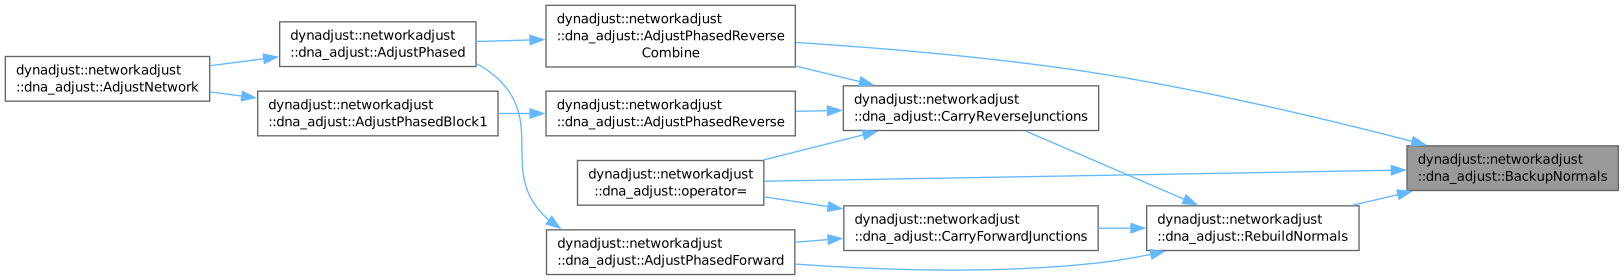 dynadjust::networkadjust
::dna_adjust::AdjustNetwork
dynadjust::networkadjust
::dna_adjust::AdjustPhased
dynadjust::networkadjust
::dna_adjust::AdjustPhasedBlock1
dynadjust::networkadjust
::dna_adjust::AdjustPhasedReverse
Combine
dynadjust::networkadjust
::dna_adjust::AdjustPhasedReverse
dynadjust::networkadjust
::dna_adjust::operator=
dynadjust::networkadjust
::dna_adjust::AdjustPhasedForward
dynadjust::networkadjust
::dna_adjust::CarryReverseJunctions
dynadjust::networkadjust
::dna_adjust::CarryForwardJunctions
dynadjust::networkadjust
::dna_adjust::RebuildNormals
dynadjust::networkadjust
::dna_adjust::BackupNormals